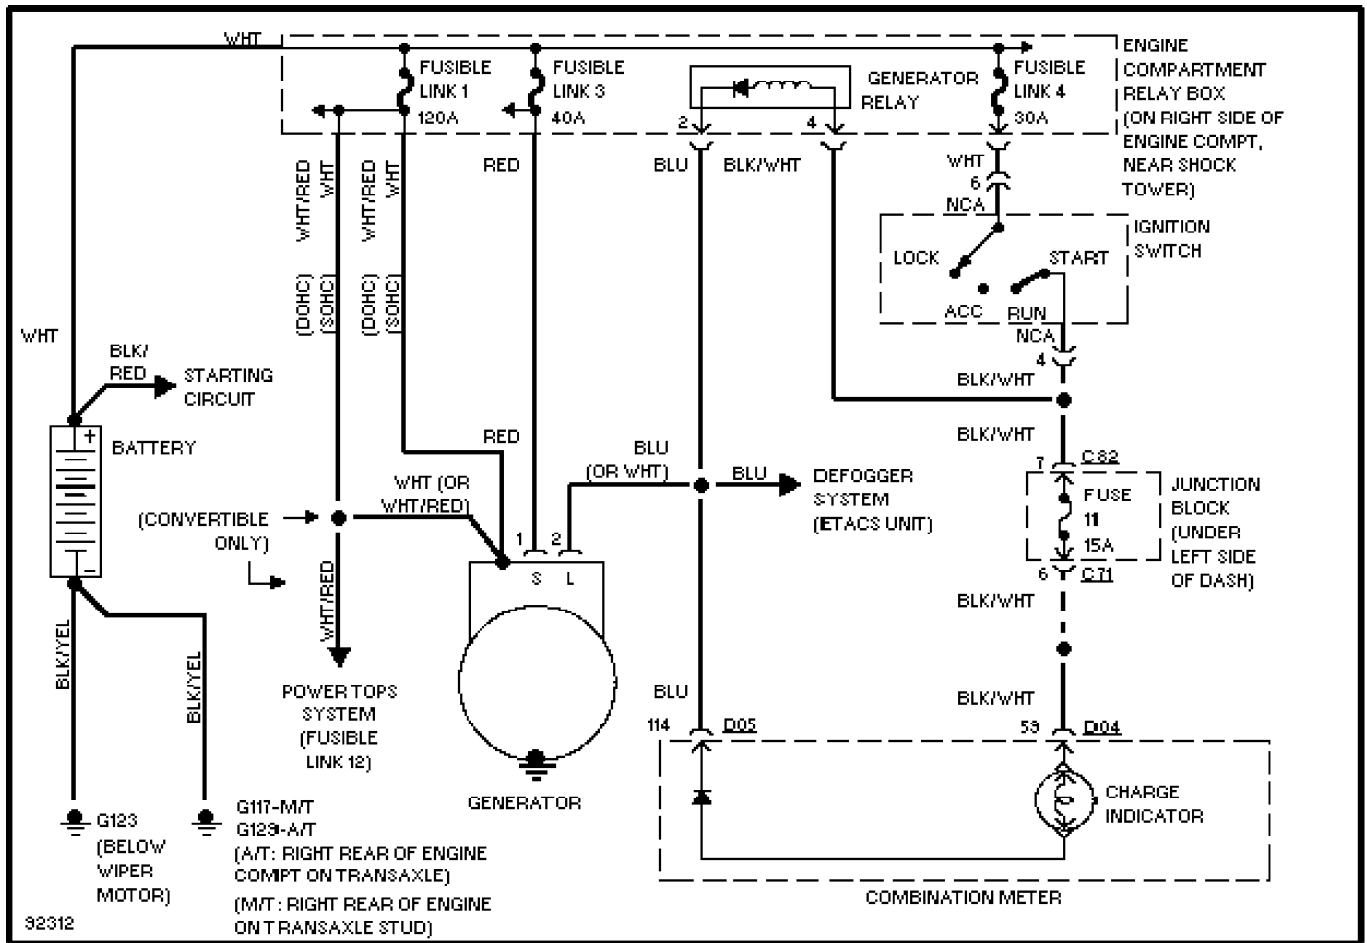 WHT
ENGINE
COMPARTMENT
RELAY BOX
(ON RIGHT SIDE OF
ENGINE COMPT,
NEAR SHOCK
TOWER)
FUSIBLE
LINK 1
120A
FUSIBLE
LINK 3
40A
GENERATOR
RELAY
2
4
FUSIBLE
LINK 4
30A
WHT/RED
WHT
WHT/RED
WHT
(DOHC)
(SOHC)
(DOHC)
(SOHC)
RED
BLU
BLK/WHT
WHT
6
NCA
IGNITION
SWITCH
LOCK
START
ACC
RUN
NCA
4
BLK/WHT
WHT
BLK/
RED
STARTING
CIRCUIT
BATTERY
+
–
RED
BLU
(OR WHT)
BLU
DEFOGGER
SYSTEM
(ETACS UNIT)
BLK/WHT
7
C82
JUNCTION
BLOCK
(UNDER
LEFT SIDE
OF DASH)
FUSE
11
15A
6
C71
BLK/WHT
WHT (OR
WHT/RED)
(CONVERTIBLE
ONLY)
1
2
S
L
WHT/RED
BLK/YEL
BLK/YEL
POWER TOPS
SYSTEM
(FUSIBLE
LINK 12)
GENERATOR
BLU
114
D05
BLK/WHT
59
D04
CHARGE
INDICATOR
COMBINATION METER
G123
(BELOW
WIPER
MOTOR)
G117-M/T
G129-A/T
(A/T: RIGHT REAR OF ENGINE
COMPT ON TRANSAXLE)
(M/T: RIGHT REAR OF ENGINE
ON TRANSAXLE STUD)
92312